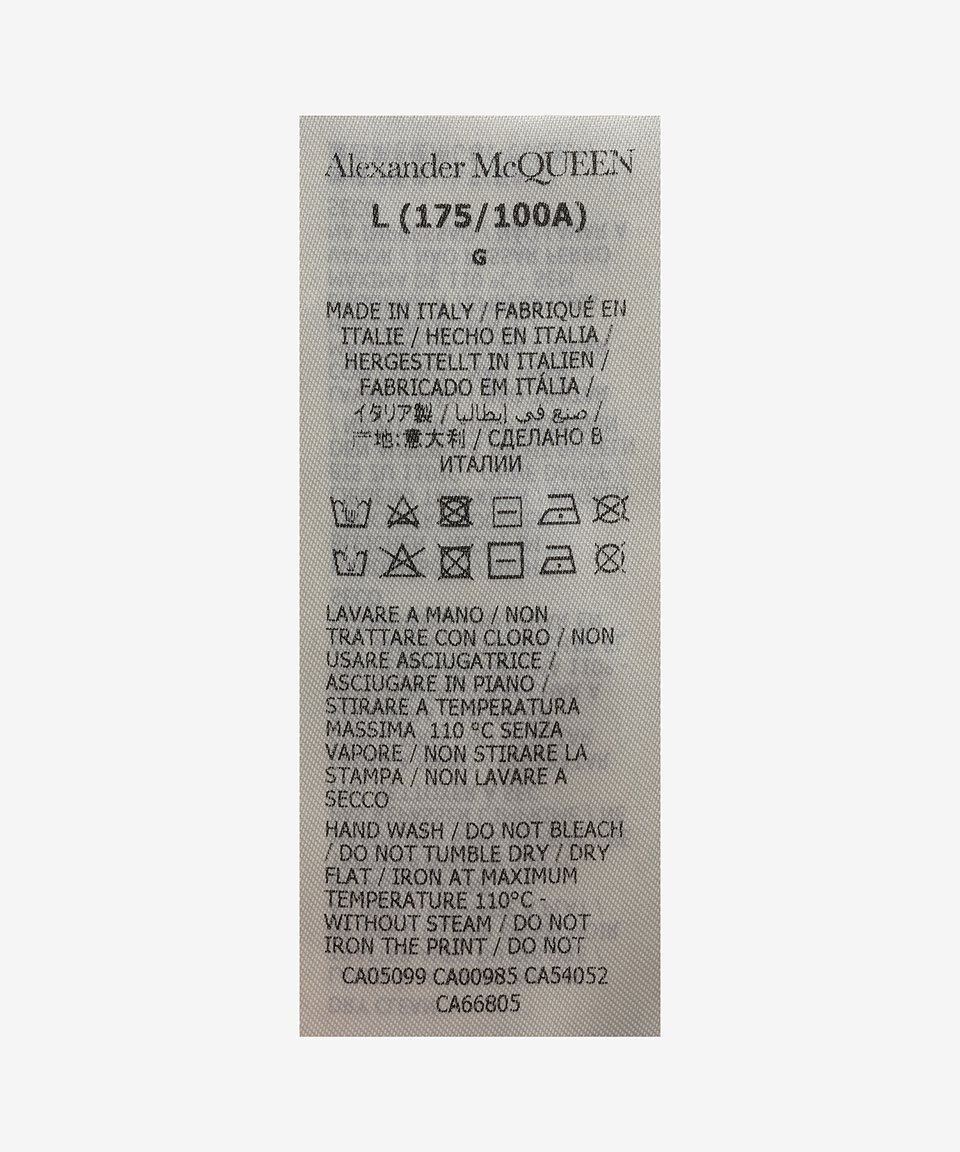 Alexander McQUEEN
L (175/100A)
G
MADE IN ITALY / FABRIQUÉ EN
ITALIE / HECHO EN ITALIA /
HERGESTELLT IN ITALIEN /
FABRICADO EM ITÁLIA /
イタリア製 / صنع في إيطاليا /
产地:意大利 / СДЕЛАНО В
ИТАЛИИ
LAVARE A MANO / NON
TRATTARE CON CLORO / NON
USARE ASCIUGATRICE /
ASCIUGARE IN PIANO /
STIRARE A TEMPERATURA
MASSIMA 110 °C SENZA
VAPORE / NON STIRARE LA
STAMPA / NON LAVARE A
SECCO
HAND WASH / DO NOT BLEACH
/ DO NOT TUMBLE DRY / DRY
FLAT / IRON AT MAXIMUM
TEMPERATURE 110°C -
WITHOUT STEAM / DO NOT
IRON THE PRINT / DO NOT
CA05099 CA00985 CA54052
CA66805